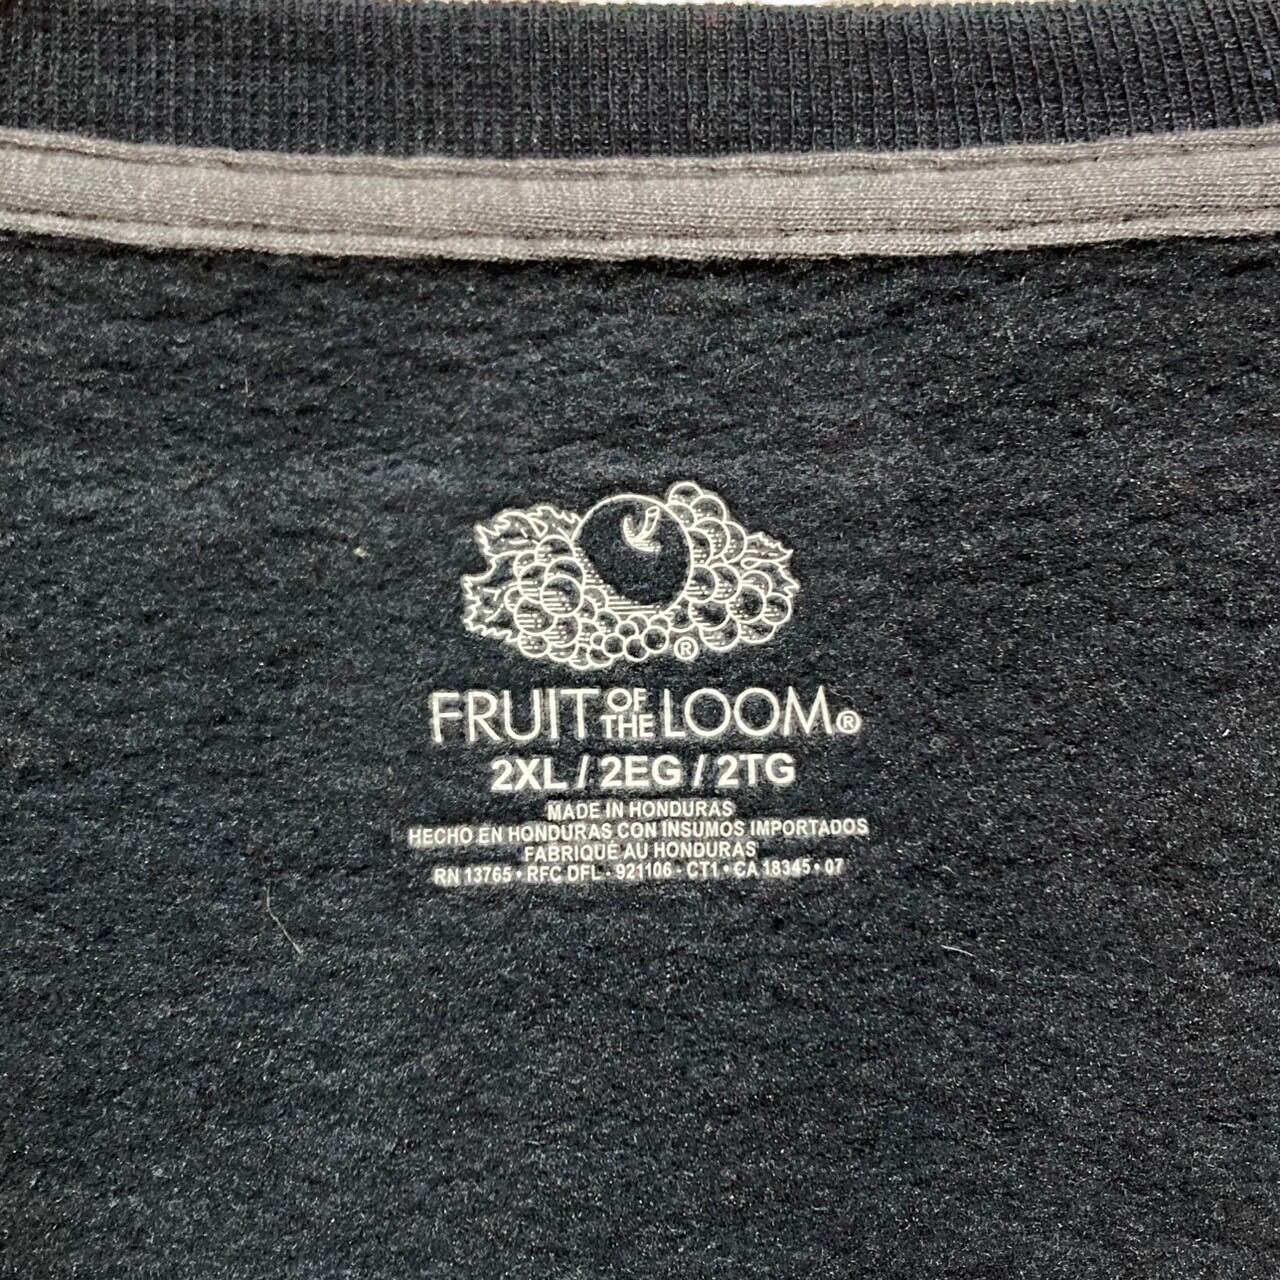 ®
FRUIT OF THE LOOM®
2XL / 2EG / 2TG
MADE IN HONDURAS
HECHO EN HONDURAS CON INSUMOS IMPORTADOS
FABRIQUÉ AU HONDURAS
RN 13765 • RFC DFL - 921106 - CT1 • CA 18345 • 07